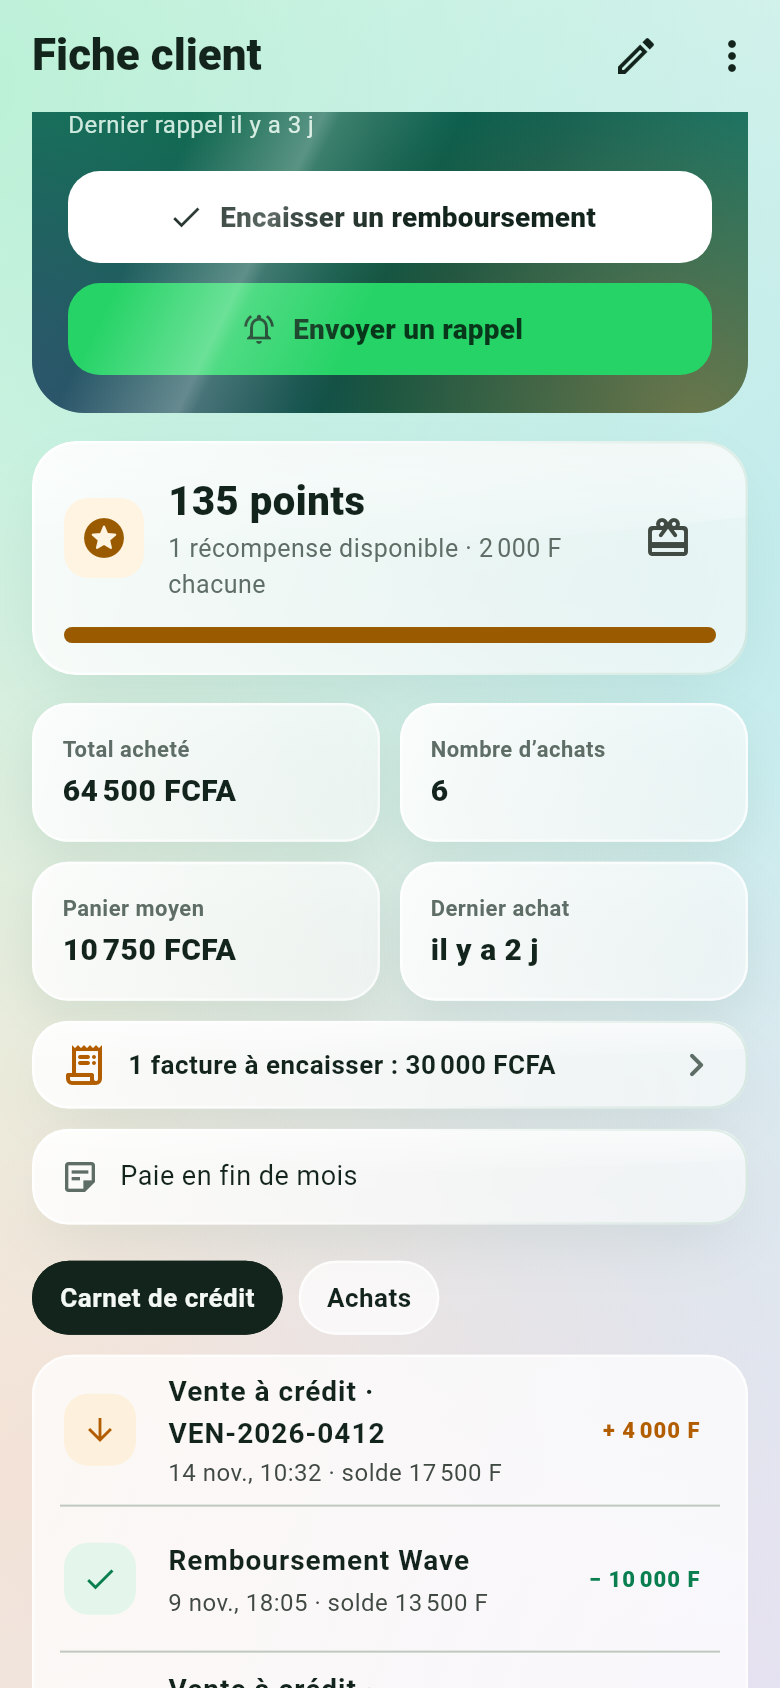 Fiche client
Dernier rappel il y a 3 j
Encaisser un remboursement
Envoyer un rappel
135 points
1 récompense disponible · 2 000 F
chacune
Total acheté
64 500 FCFA
Nombre d’achats
6
Panier moyen
10 750 FCFA
Dernier achat
il y a 2 j
1 facture à encaisser : 30 000 FCFA
Paie en fin de mois
Carnet de crédit
Achats
Vente à crédit ·
VEN-2026-0412
14 nov., 10:32 · solde 17 500 F
+ 4 000 F
Remboursement Wave
9 nov., 18:05 · solde 13 500 F
− 10 000 F
Vente à crédit ·